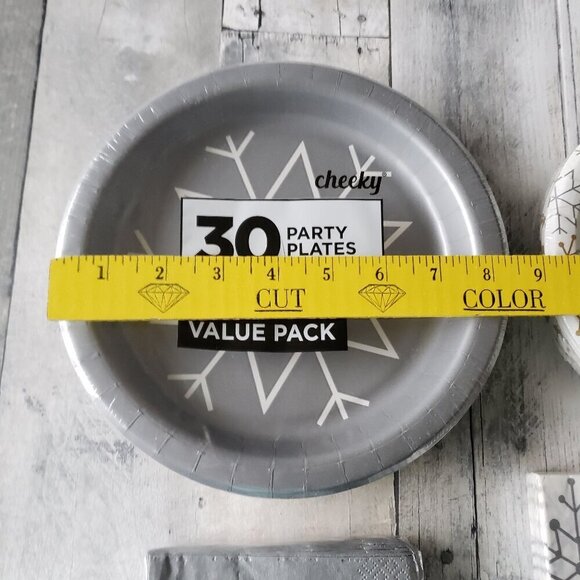 cheeky®
30 PARTY
PLATES
1 2 3 4 5 6 7 8 9
CUT COLOR
VALUE PACK